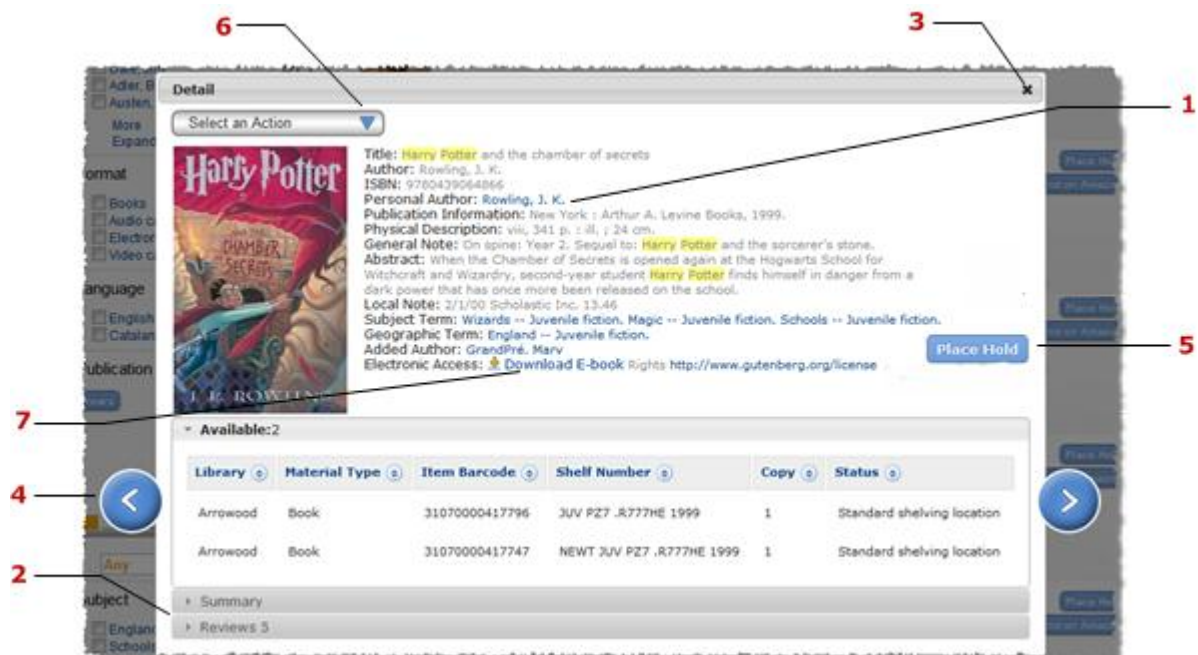 6
3
1
5
7
4
2
Adler, B
Austen,
More
Expand
ormat
Books
Audio c
Electron
Video c
anguage
English
Catalan
ublication
Any
ubject
England
Schools
Detail
Select an Action
Harry Potter
AND THE
CHAMBER
OF
SECRETS
J. K. ROWLING
Title: Harry Potter and the chamber of secrets
Author: Rowling, J. K.
ISBN: 9780439064866
Personal Author: Rowling, J. K.
Publication Information: New York : Arthur A. Levine Books, 1999.
Physical Description: viii, 341 p. : ill. ; 24 cm.
General Note: On spine: Year 2. Sequel to: Harry Potter and the sorcerer's stone.
Abstract: When the Chamber of Secrets is opened again at the Hogwarts School for
Witchcraft and Wizardry, second-year student Harry Potter finds himself in danger from a
dark power that has once more been released on the school.
Local Note: 2/1/00 Scholastic Inc. 13.46
Subject Term: Wizards -- Juvenile fiction. Magic -- Juvenile fiction. Schools -- Juvenile fiction.
Geographic Term: England -- Juvenile fiction.
Added Author: GrandPré, Mary
Electronic Access: Download E-book Rights http://www.gutenberg.org/license
Place Hold
Available:2
Library Material Type Item Barcode Shelf Number Copy Status
Arrowood Book 31070000417796 JUV PZ7 .R777HE 1999 1 Standard shelving location
Arrowood Book 31070000417747 NEWT JUV PZ7 .R777HE 1999 1 Standard shelving location
Summary
Reviews 5